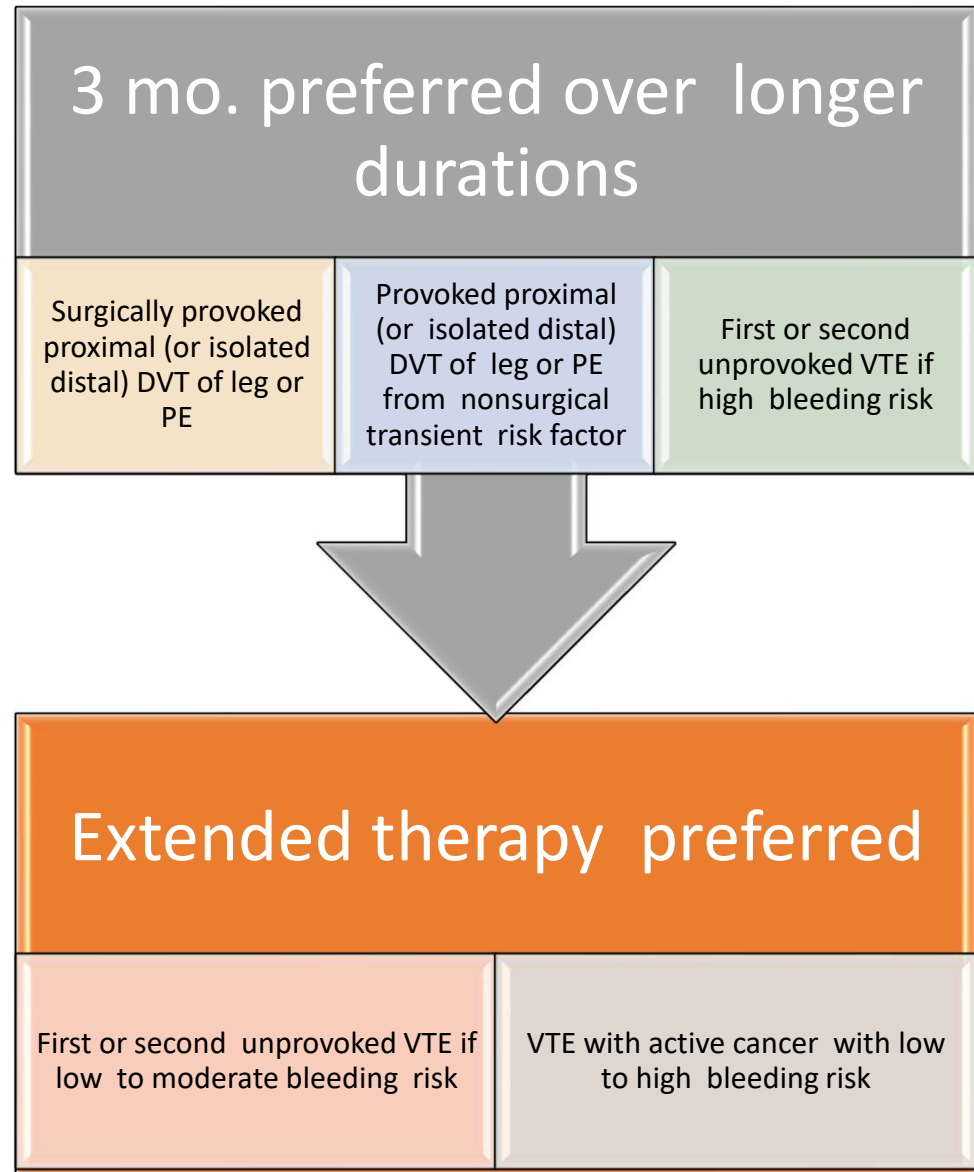 3 mo. preferred over longer
durations
Surgically provoked
proximal (or isolated
distal) DVT of leg or
PE
Provoked proximal
(or isolated distal)
DVT of leg or PE
from nonsurgical
transient risk factor
First or second
unprovoked VTE if
high bleeding risk
Extended therapy preferred
First or second unprovoked VTE if
low to moderate bleeding risk
VTE with active cancer with low
to high bleeding risk